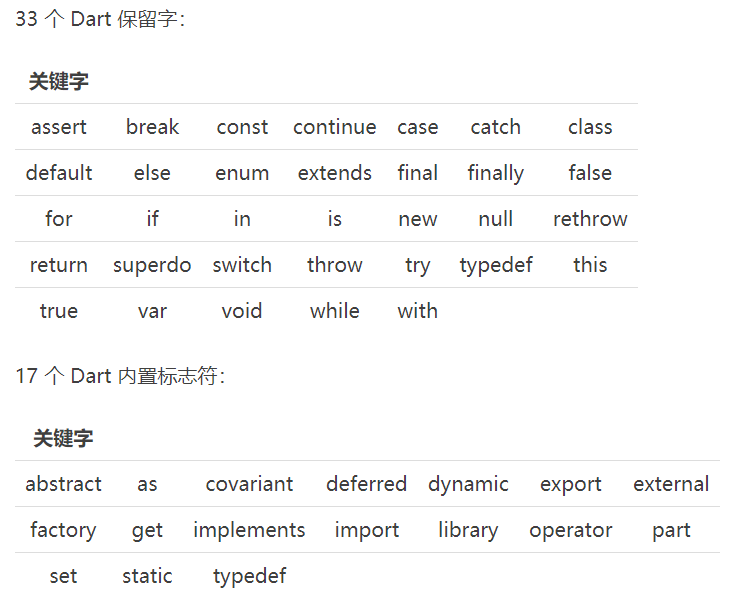 33 个 Dart 保留字：
关键字
assert break const continue case catch class
default else enum extends final finally false
for if in is new null rethrow
return superdo switch throw try typedef this
true var void while with
17 个 Dart 内置标志符：
关键字
abstract as covariant deferred dynamic export external
factory get implements import library operator part
set static typedef